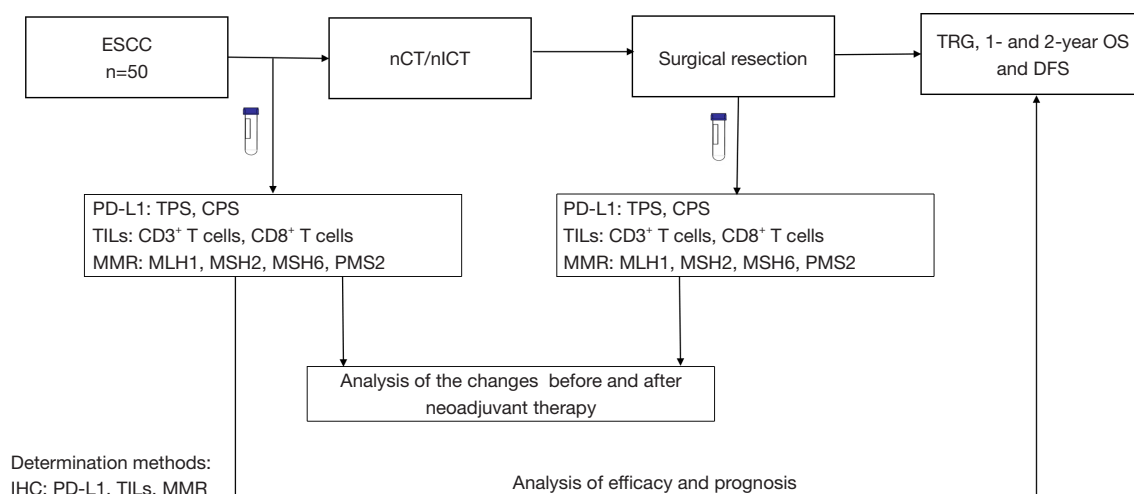 ESCC
n=50
nCT/nICT
Surgical resection
TRG, 1- and 2-year OS
and DFS
PD-L1: TPS, CPS
TILs: CD3⁺ T cells, CD8⁺ T cells
MMR: MLH1, MSH2, MSH6, PMS2
PD-L1: TPS, CPS
TILs: CD3⁺ T cells, CD8⁺ T cells
MMR: MLH1, MSH2, MSH6, PMS2
Analysis of the changes before and after
neoadjuvant therapy
Determination methods:
IHC: PD-L1, TILs, MMR
Analysis of efficacy and prognosis